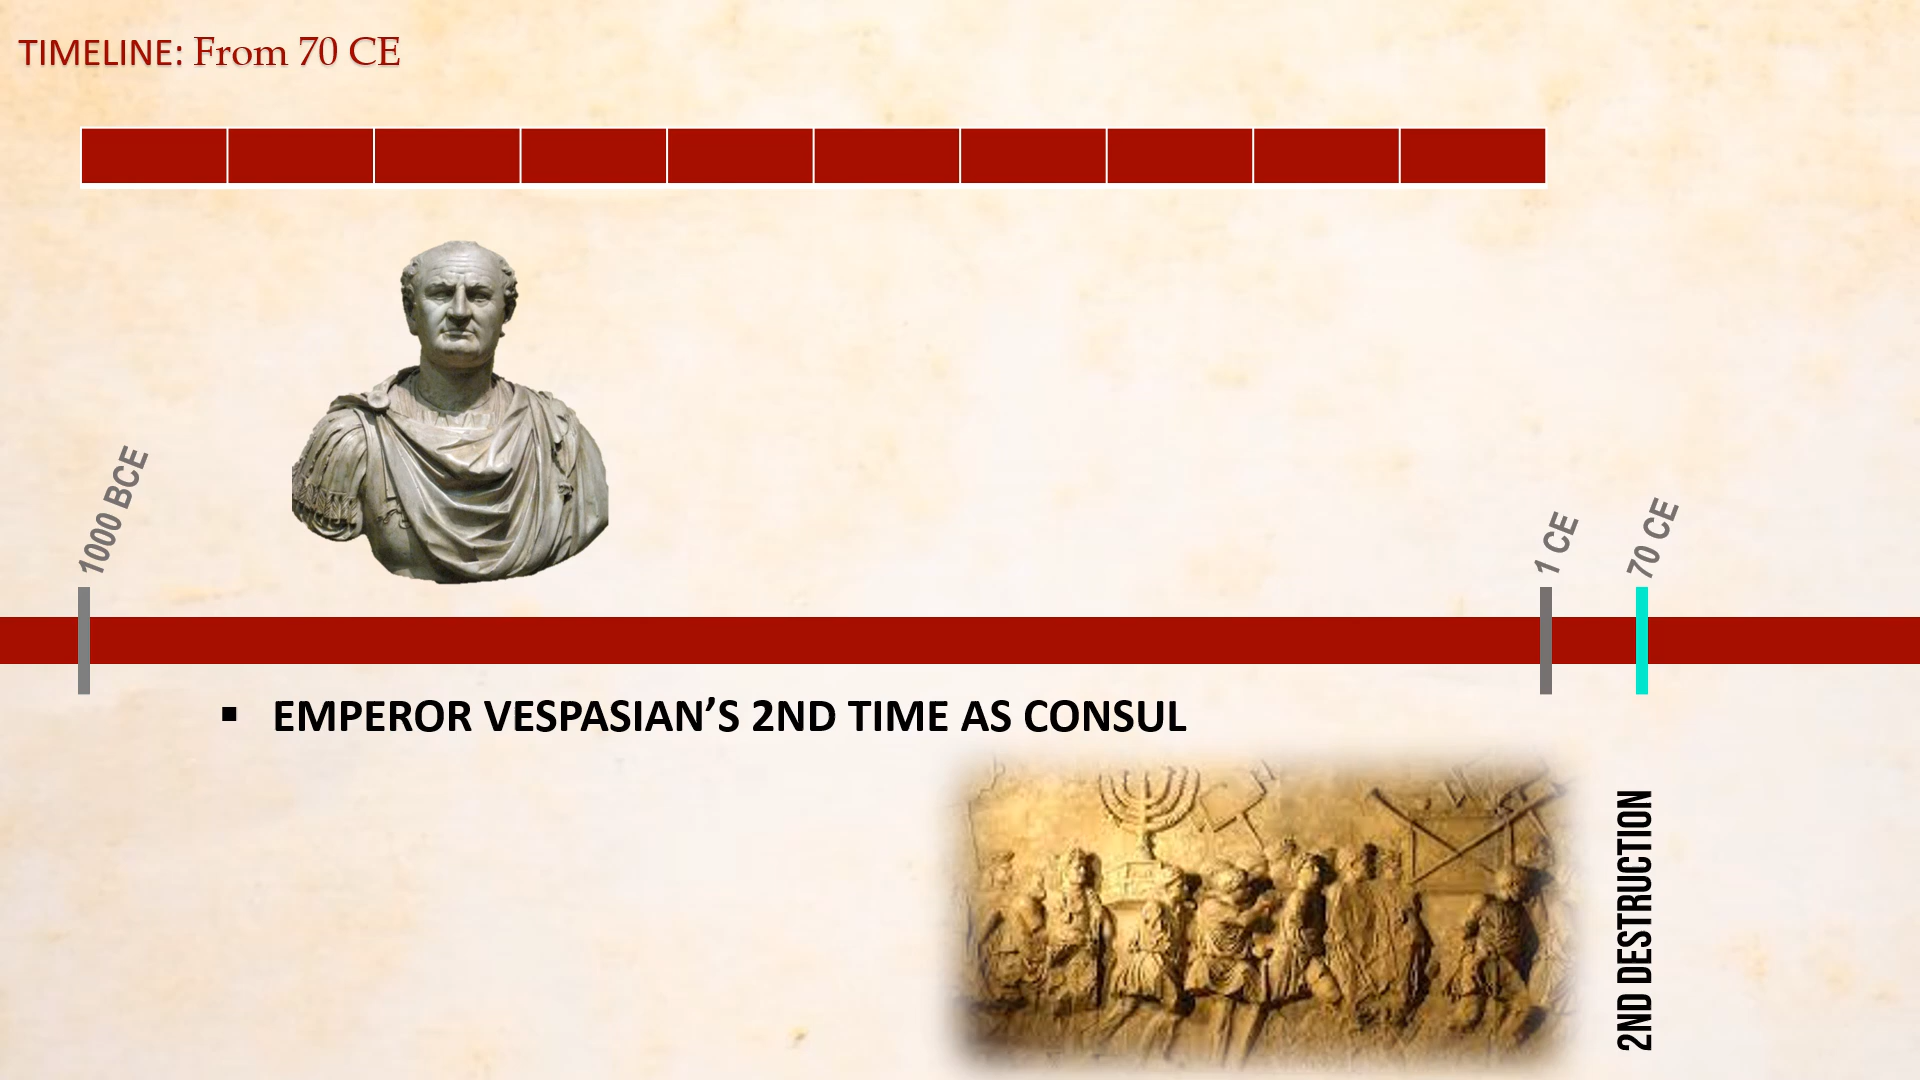 TIMELINE: From 70 CE
1000 BCE
1 CE
70 CE
▪ EMPEROR VESPASIAN’S 2ND TIME AS CONSUL
2ND DESTRUCTION